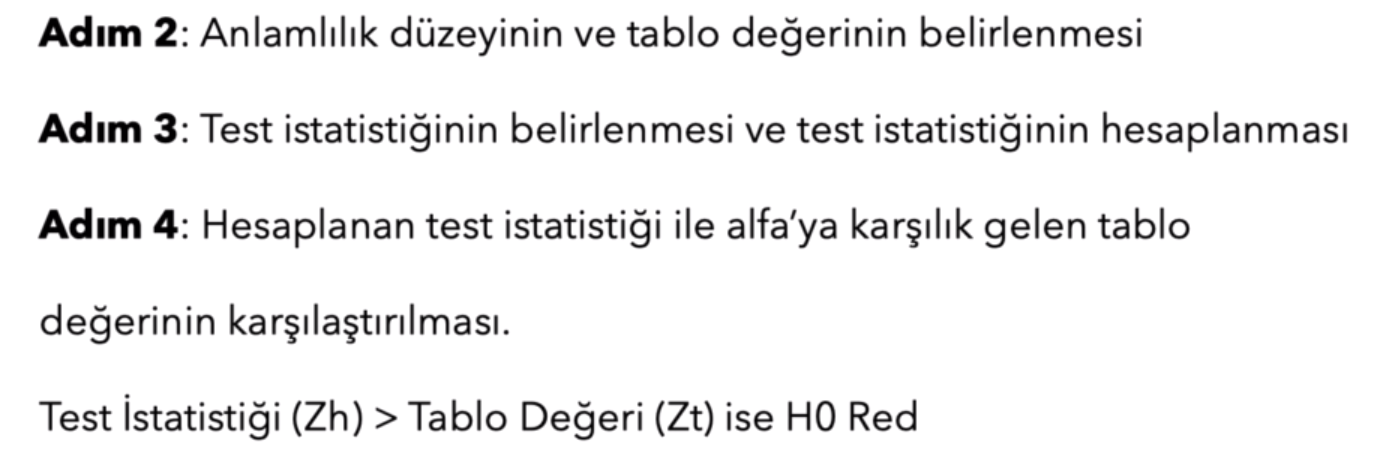 Adım 2: Anlamlılık düzeyinin ve tablo değerinin belirlenmesi
Adım 3: Test istatistiğinin belirlenmesi ve test istatistiğinin hesaplanması
Adım 4: Hesaplanan test istatistiği ile alfa’ya karşılık gelen tablo
değerinin karşılaştırılması.
Test İstatistiği (Zh) > Tablo Değeri (Zt) ise H0 Red